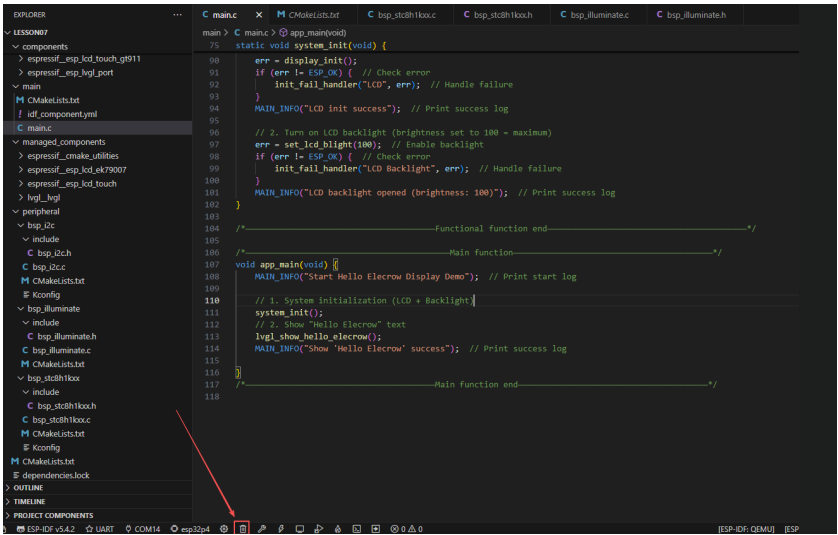 EXPLORER
LESSON07
components
espressif__esp_lcd_touch_gt911
espressif__esp_lvgl_port
main
CMakeLists.txt
idf_component.yml
main.c
managed_components
espressif__cmake_utilities
espressif__esp_lcd_ek79007
espressif__esp_lcd_touch
lvgl__lvgl
peripheral
bsp_i2c
include
bsp_i2c.h
bsp_i2c.c
CMakeLists.txt
Kconfig
bsp_illuminate
include
bsp_illuminate.h
bsp_illuminate.c
CMakeLists.txt
bsp_stc8h1kxx
include
bsp_stc8h1kxx.h
bsp_stc8h1kxx.c
CMakeLists.txt
Kconfig
CMakeLists.txt
dependencies.lock
OUTLINE
TIMELINE
PROJECT COMPONENTS
C main.c M CMakeLists.txt C bsp_stc8h1kxx.c C bsp_stc8h1kxx.h C bsp_illuminate.c C bsp_illuminate.h
main > C main.c > app_main(void)
75 static void system_init(void) {
90 err = display_init();
91 if (err != ESP_OK) { // Check error
92 init_fail_handler("LCD", err); // Handle failure
93 }
94 MAIN_INFO("LCD init success"); // Print success log
95
96 // 2. Turn on LCD backlight (brightness set to 100 = maximum)
97 err = set_lcd_blight(100); // Enable backlight
98 if (err != ESP_OK) { // Check error
99 init_fail_handler("LCD Backlight", err); // Handle failure
100 }
101 MAIN_INFO("LCD backlight opened (brightness: 100)"); // Print success log
102 }
103
104 /*————————————————Functional function end————————————————*/
105
106 /*————————————————Main function————————————————*/
107 void app_main(void) {
108 MAIN_INFO("Start Hello Elecrow Display Demo"); // Print start log
109
110 // 1. System initialization (LCD + Backlight)
111 system_init();
112 // 2. Show "Hello Elecrow" text
113 lvgl_show_hello_elecrow();
114 MAIN_INFO("Show 'Hello Elecrow' success"); // Print success log
115
116 }
117 /*————————————————Main function end————————————————*/
118
ESP-IDF v5.4.2 UART COM14 esp32p4 0 0 [ESP-IDF: QEMU] [ESP